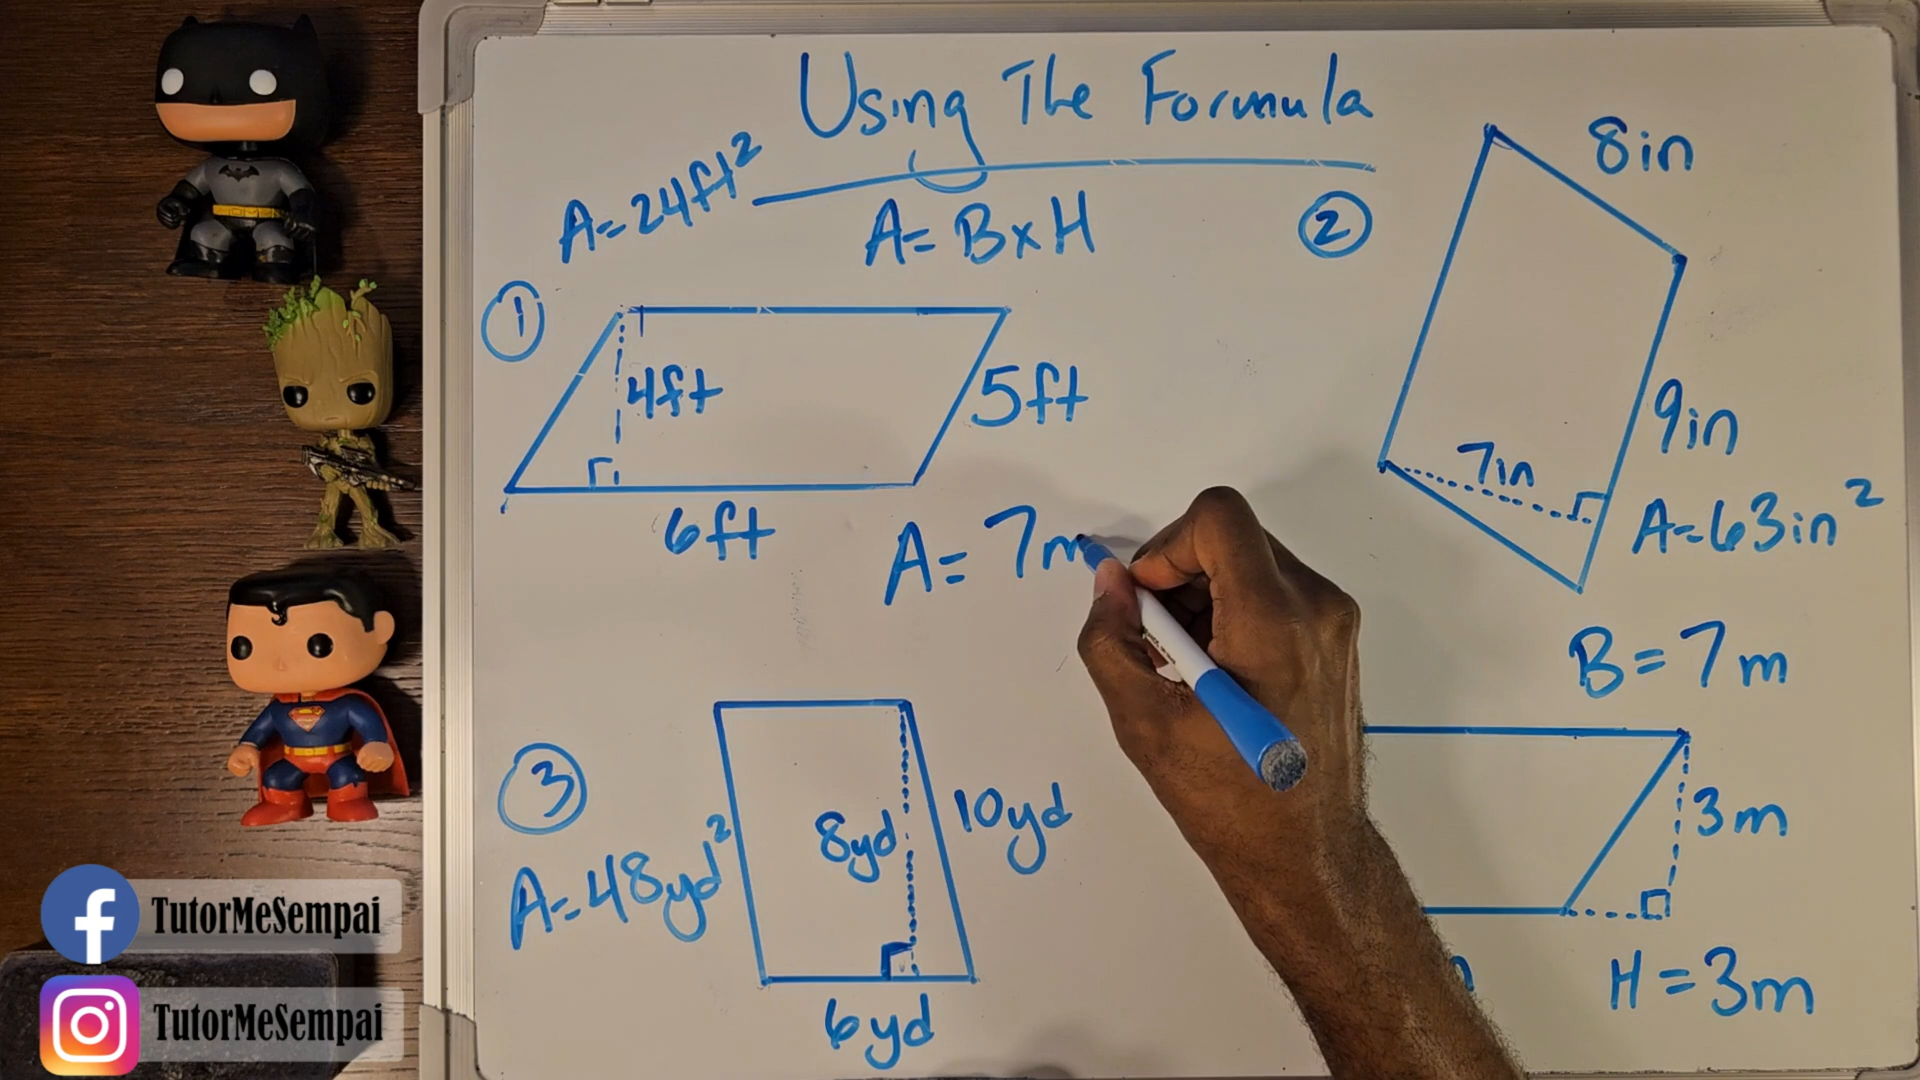 Using The Formula
A=24ft²
A= B×H
①
4ft
5ft
6ft
②
8in
9in
7in
A=63in²
A= 7m
B=7m
3m
H=3m
③
8yd
10yd
A=48yd²
6yd
TutorMeSempai
TutorMeSempai